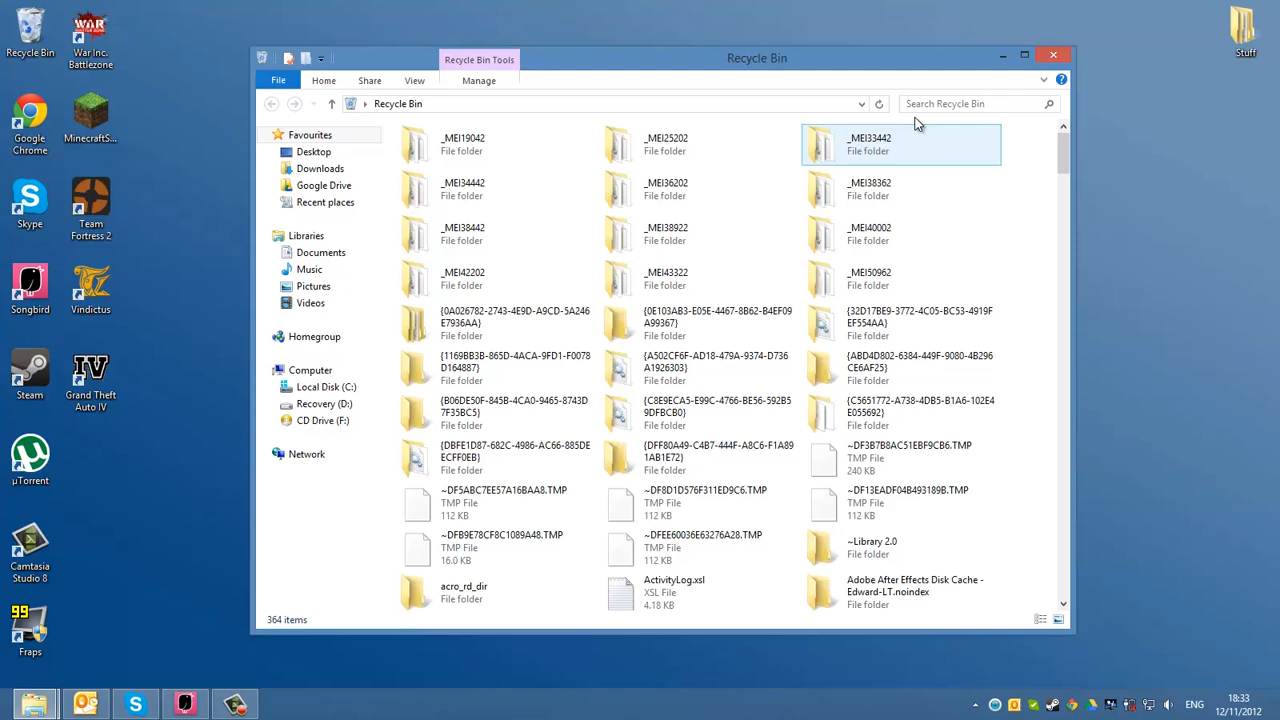 Recycle Bin
WAR
War Inc.
Battlezone
Google
Chrome
MinecraftS...
Skype
Team
Fortress 2
Songbird
Vindictus
Steam
IV
Grand Theft
Auto IV
µTorrent
Camtasia
Studio 8
99
Fraps
Stuff
Recycle Bin Tools
Recycle Bin
File
Home
Share
View
Manage
Recycle Bin
Search Recycle Bin
Favourites
Desktop
Downloads
Google Drive
Recent places
Libraries
Documents
Music
Pictures
Videos
Homegroup
Computer
Local Disk (C:)
Recovery (D:)
CD Drive (F:)
Network
_MEI19042
File folder
_MEI25202
File folder
_MEI33442
File folder
_MEI34442
File folder
_MEI36202
File folder
_MEI38362
File folder
_MEI38442
File folder
_MEI38922
File folder
_MEI40002
File folder
_MEI42202
File folder
_MEI43322
File folder
_MEI50962
File folder
{0A026782-2743-4E9D-A9CD-5A246
E7936AA}
File folder
{0E103AB3-E05E-4467-8B62-B4EF09
A99367}
File folder
{32D17BE9-3772-4C05-BC53-4919F
EF554AA}
File folder
{1169BB3B-865D-4ACA-9FD1-F0078
D164887}
File folder
{A502CF6F-AD18-479A-9374-D736
A1926303}
File folder
{ABD4D802-6384-449F-9080-4B296
CE6AF25}
File folder
{B06DE50F-845B-4CA0-9465-8743D
7F35BC5}
File folder
{C8E9ECA5-E99C-4766-BE56-592B5
9DFBCB0}
File folder
{C5651772-A738-4DB5-B1A6-102E4
E055692}
File folder
{DBFE1D87-682C-4986-AC66-885DE
ECFF0EB}
File folder
{DFF80A49-C4B7-444F-A8C6-F1A89
1AB1E72}
File folder
~DF3B7B8AC51EBF9CB6.TMP
TMP File
240 KB
~DF5ABC7EE57A16BAA8.TMP
TMP File
112 KB
~DF8D1D576F311ED9C6.TMP
TMP File
112 KB
~DF13EADF04B493189B.TMP
TMP File
112 KB
~DFB9E78CF8C1089A48.TMP
TMP File
16.0 KB
~DFEE60036E63276A28.TMP
TMP File
112 KB
~Library 2.0
File folder
acro_rd_dir
File folder
ActivityLog.xsl
XSL File
4.18 KB
Adobe After Effects Disk Cache -
Edward-LT.noindex
File folder
364 items
ENG
18:33
12/11/2012